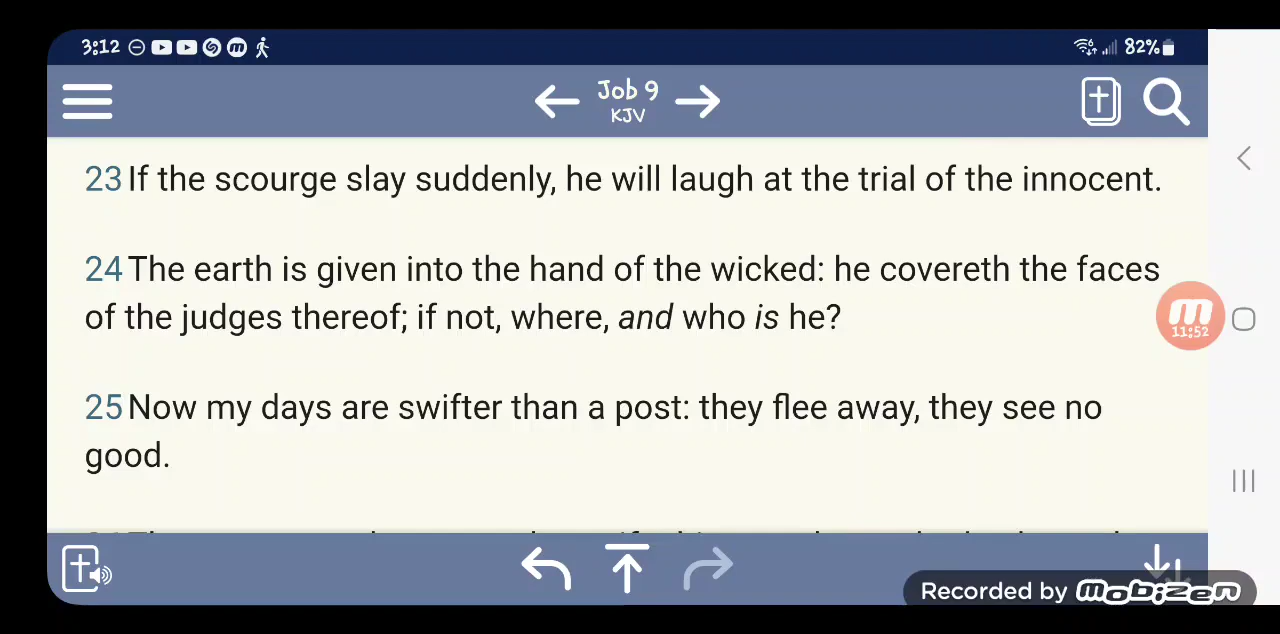 3:12
82%
Job 9
KJV
23 If the scourge slay suddenly, he will laugh at the trial of the innocent.
24 The earth is given into the hand of the wicked: he covereth the faces
of the judges thereof; if not, where, and who is he?
11:52
25 Now my days are swifter than a post: they flee away, they see no
good.
Recorded by mobizen